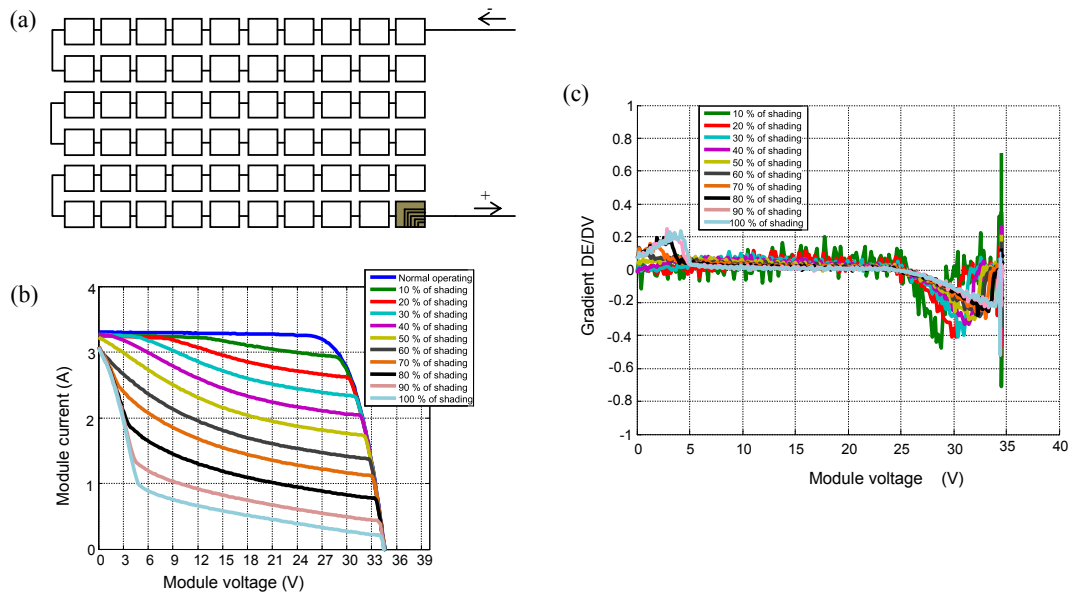 (a)
-
+
(b)
Normal operating
10 % of shading
20 % of shading
30 % of shading
40 % of shading
50 % of shading
60 % of shading
70 % of shading
80 % of shading
90 % of shading
100 % of shading
4
3
2
1
0
Module current (A)
0 3 6 9 12 15 18 21 24 27 30 33 36 39
Module voltage (V)
(c)
10 % of shading
20 % of shading
30 % of shading
40 % of shading
50 % of shading
60 % of shading
70 % of shading
80 % of shading
90 % of shading
100 % of shading
1
0.8
0.6
0.4
0.2
0
-0.2
-0.4
-0.6
-0.8
-1
Gradient DE/DV
0 5 10 15 20 25 30 35 40
Module voltage (V)